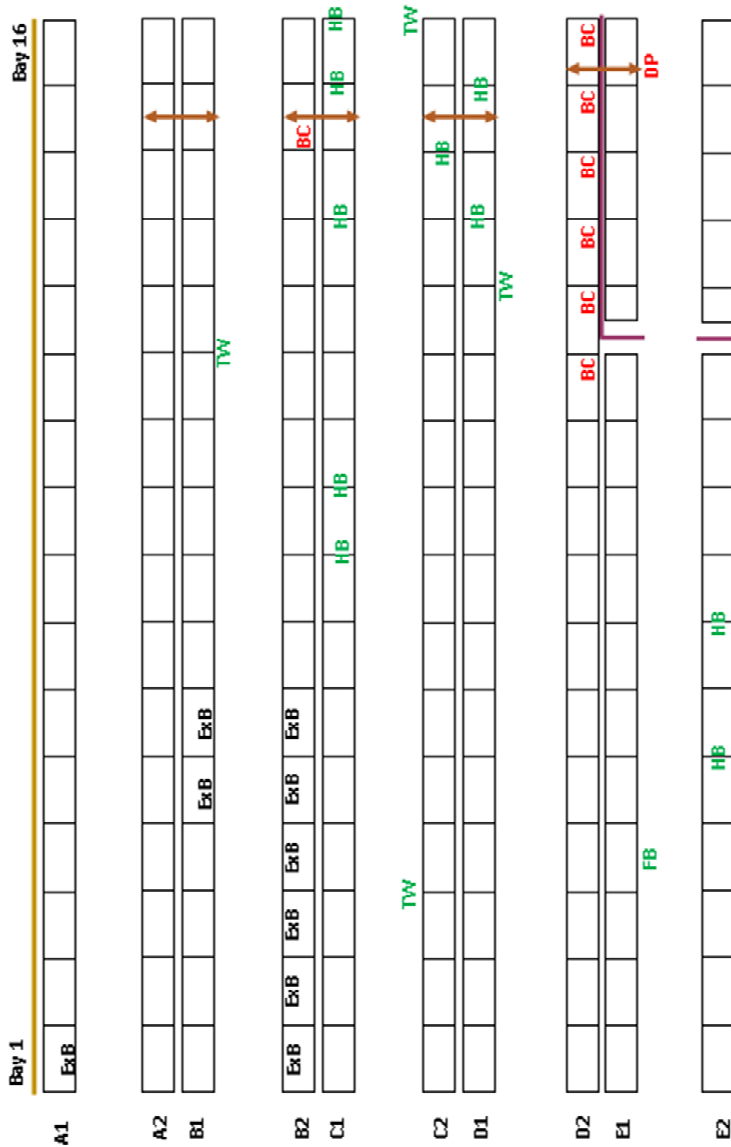 Bay 1 Bay 16
A1 ExB
A2
B1 ExB ExB
TW
B2 ExB ExB ExB ExB ExB ExB BC
C1 HB HB HB HB HB
TW TW
C2 HB
D1 HB HB
TW
D2 BC BC BC BC BC BC
E1
FB DP
E2 HB HB